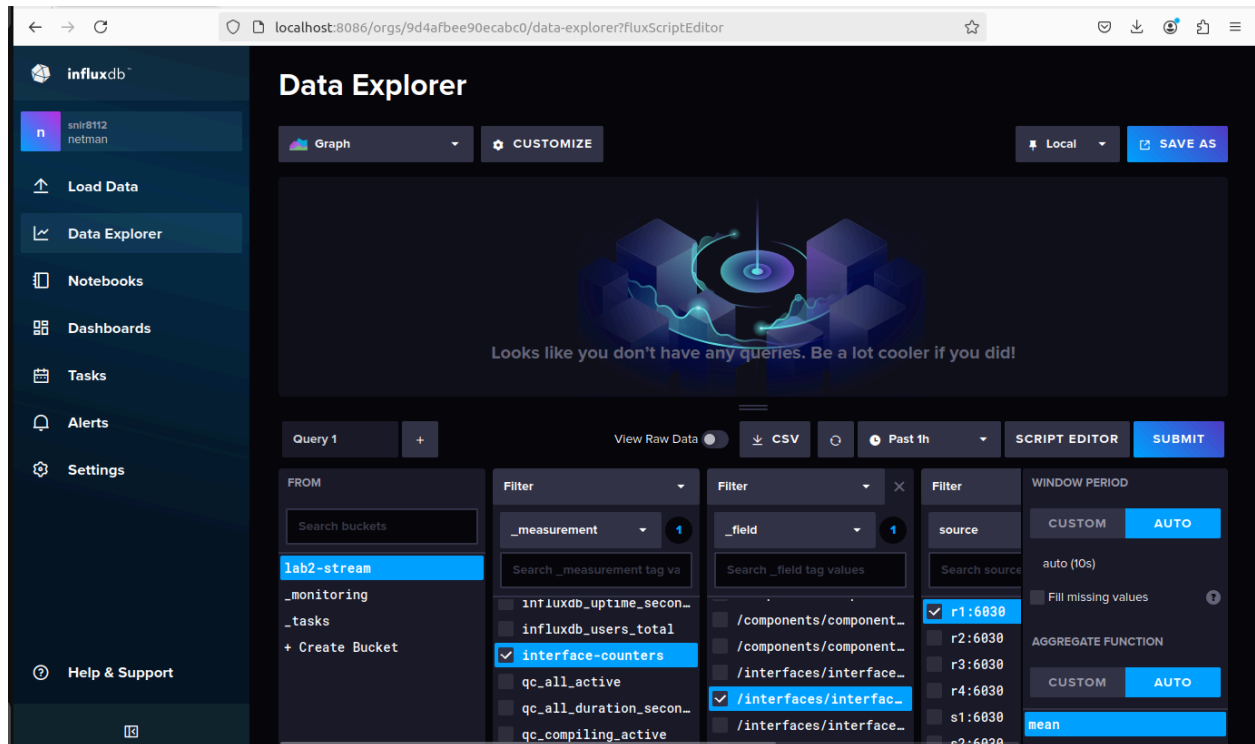 localhost:8086/orgs/9d4afbee90ecabc0/data-explorer?fluxScriptEditor
influxdb™
n
snlr8112
netman
Load Data
Data Explorer
Notebooks
Dashboards
Tasks
Alerts
Settings
Help & Support
Data Explorer
Graph
CUSTOMIZE
Local
SAVE AS
Looks like you don't have any queries. Be a lot cooler if you did!
Query 1
+
View Raw Data
CSV
Past 1h
SCRIPT EDITOR
SUBMIT
FROM
Search buckets
lab2-stream
_monitoring
_tasks
+ Create Bucket
Filter
_measurement
1
Search _measurement tag va
influxdb_uptime_secon…
influxdb_users_total
interface-counters
qc_all_active
qc_all_duration_secon…
qc_compiling_active
Filter
_field
1
Search _field tag values
/components/component…
/components/component…
/interfaces/interface…
/interfaces/interfac…
/interfaces/interface…
Filter
source
Search source
r1:6030
r2:6030
r3:6030
r4:6030
s1:6030
s2:6030
WINDOW PERIOD
CUSTOM
AUTO
auto (10s)
Fill missing values
?
AGGREGATE FUNCTION
CUSTOM
AUTO
mean